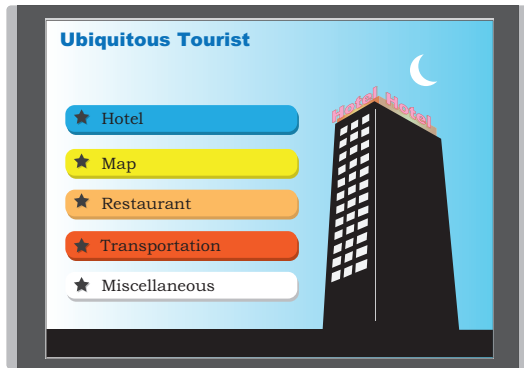 Ubiquitous Tourist
Hotel Hotel
Hotel
Map
Restaurant
Transportation
Miscellaneous